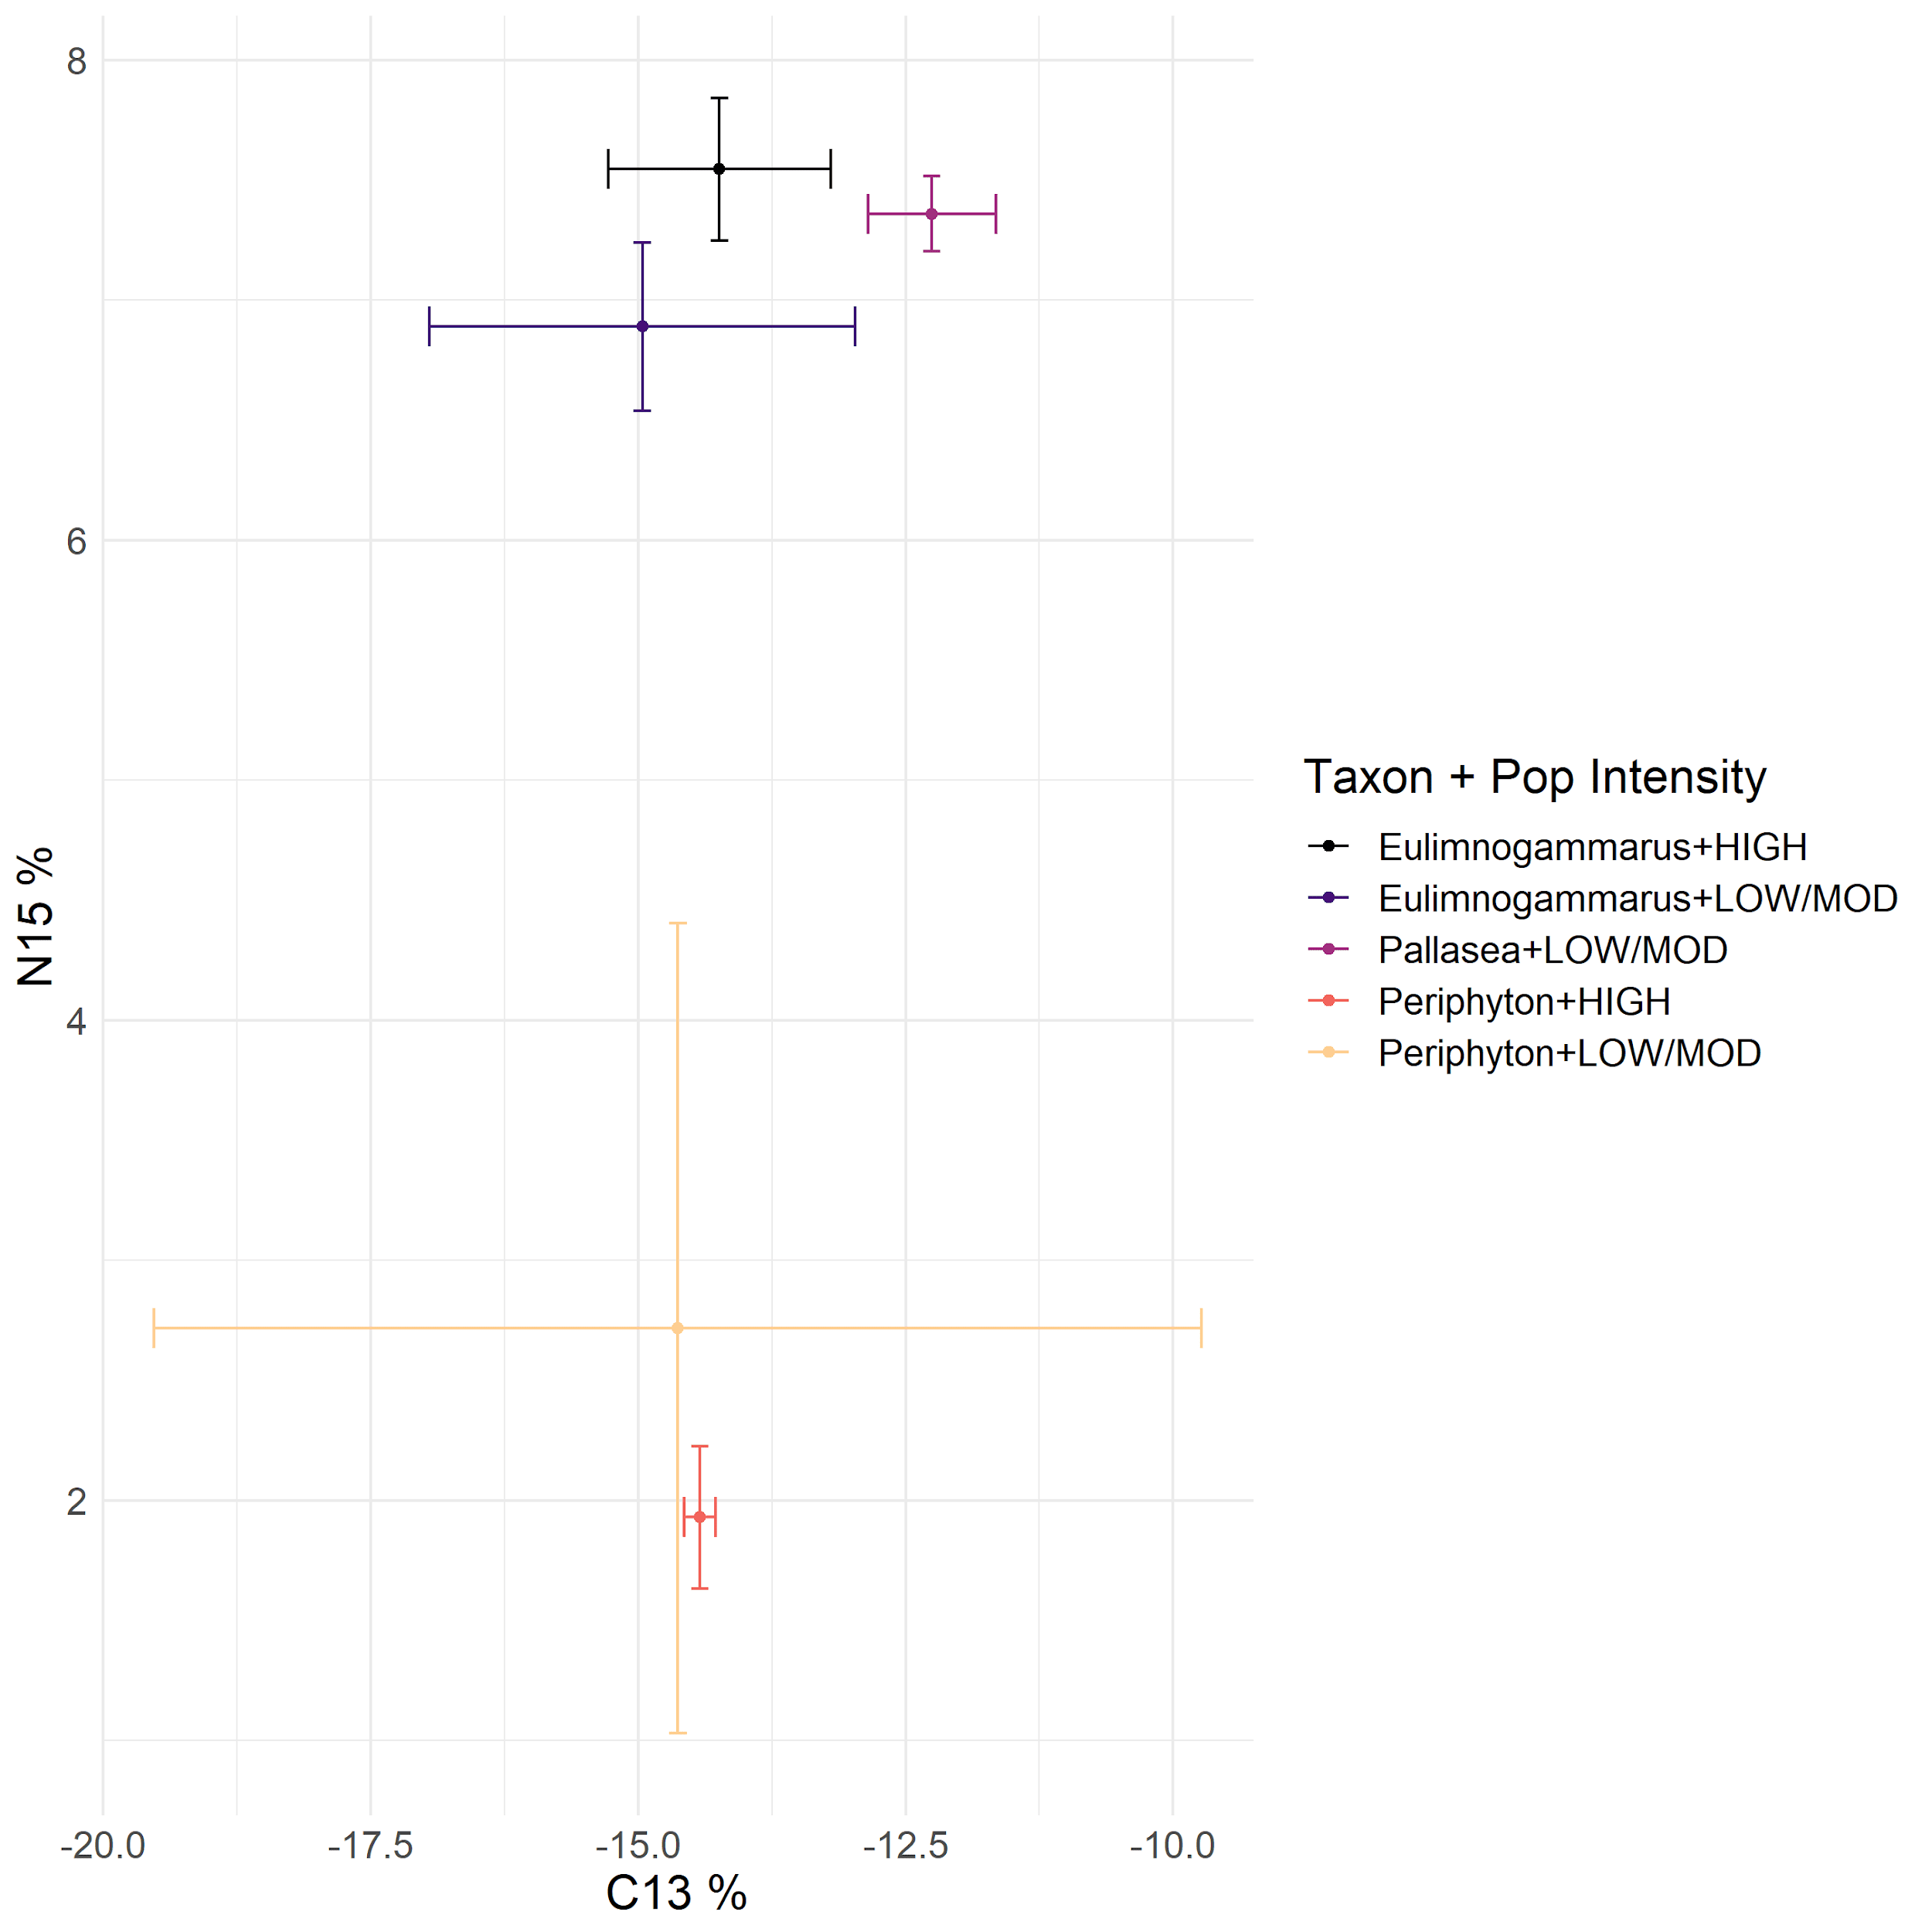 8
6
4
2
N15 %
-20.0
-17.5
-15.0
-12.5
-10.0
C13 %
Taxon + Pop Intensity
Eulimnogammarus+HIGH
Eulimnogammarus+LOW/MOD
Pallasea+LOW/MOD
Periphyton+HIGH
Periphyton+LOW/MOD